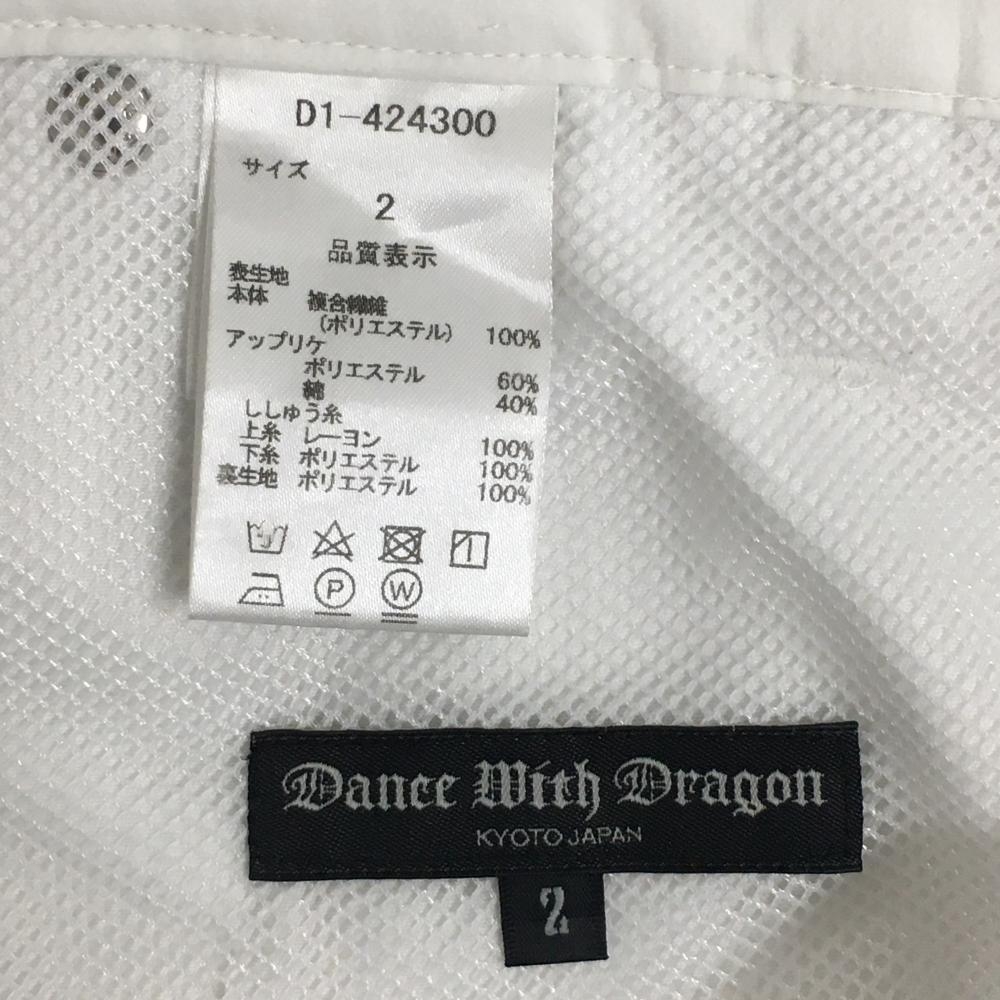 D1-424300
サイズ
2
品質表示
表生地
本体 複合繊維
(ポリエステル) 100%
アップリケ
ポリエステル 60%
綿 40%
ししゅう糸
上糸 レーヨン 100%
下糸 ポリエステル 100%
裏生地 ポリエステル 100%
P W
Dance With Dragon
KYOTO JAPAN
2